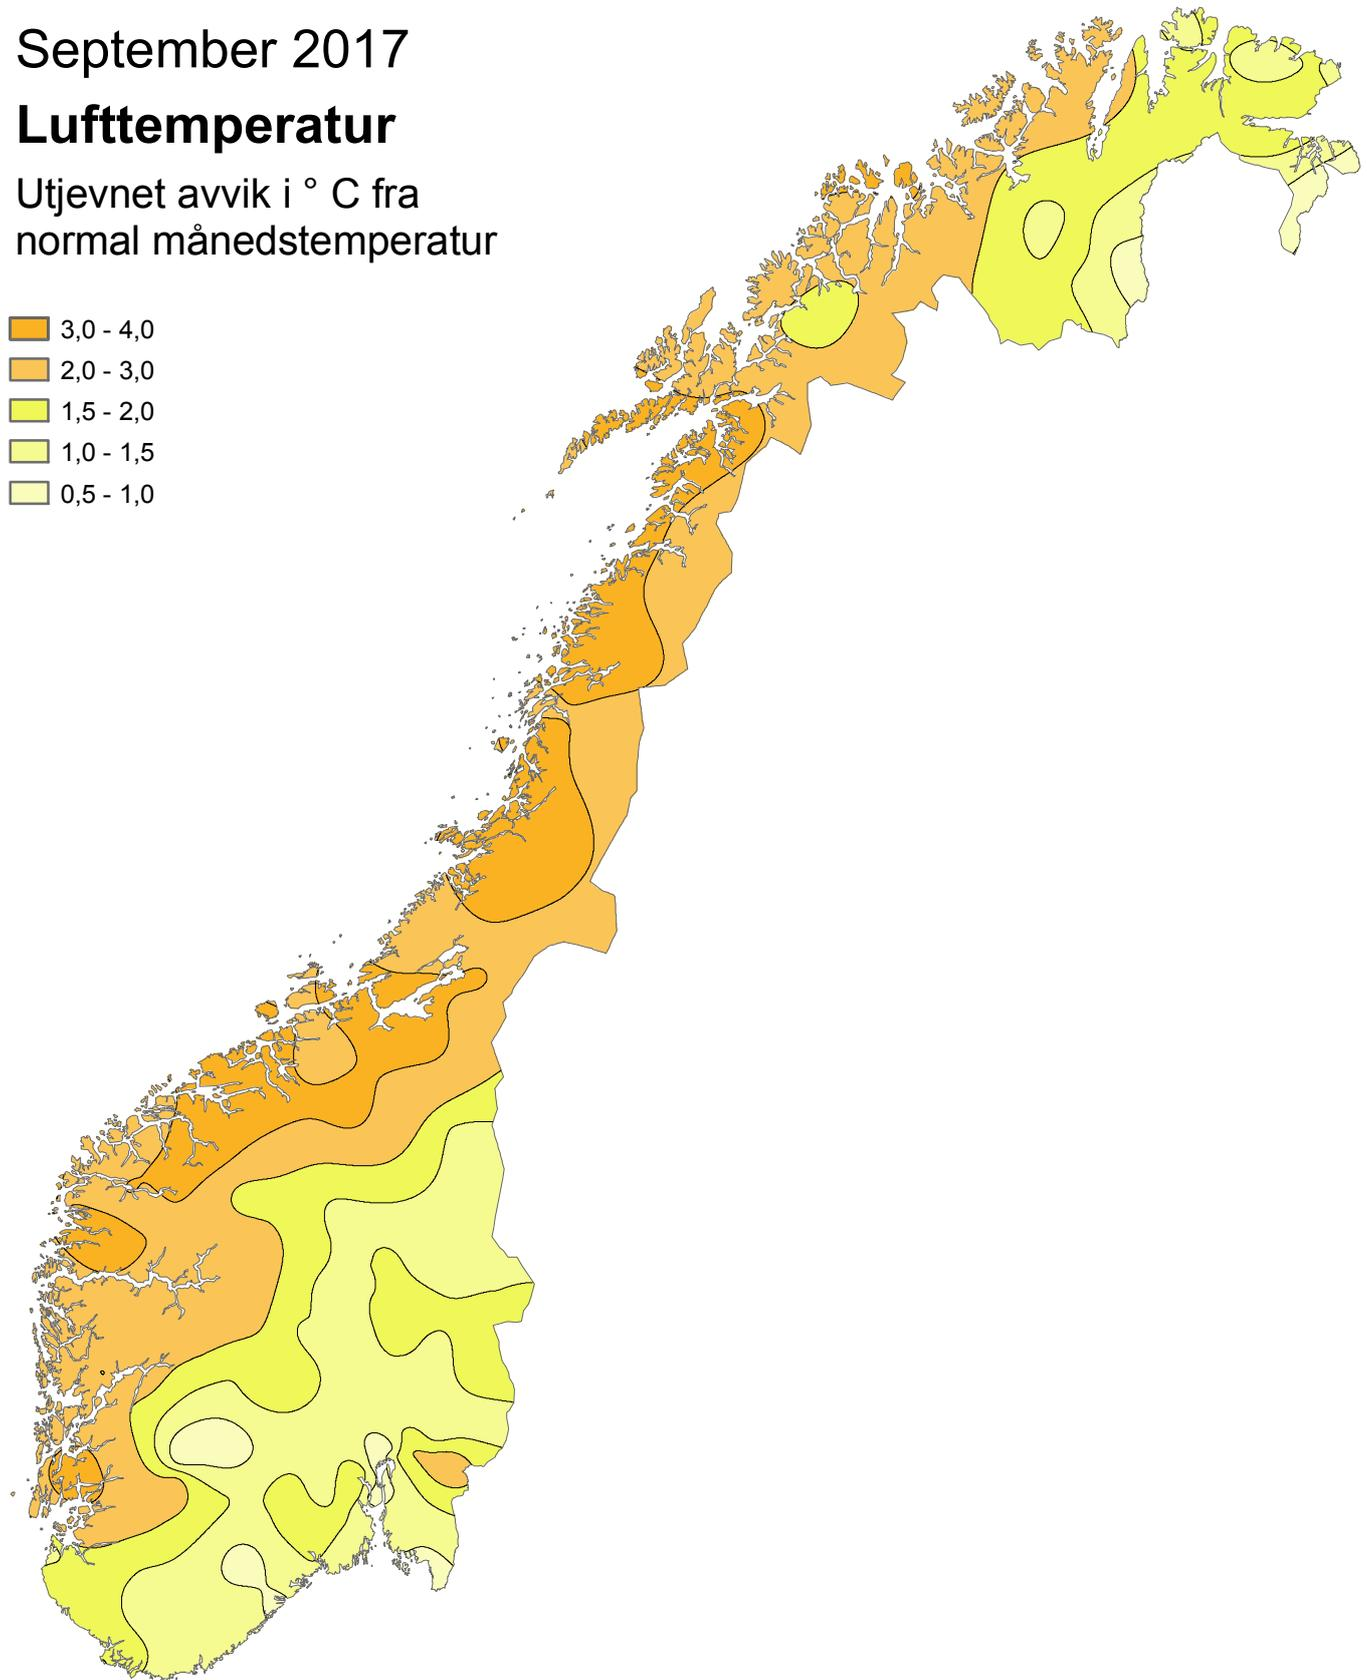 September 2017
Lufttemperatur
Utjevnet avvik i ° C fra
normal månedstemperatur
3,0 - 4,0
2,0 - 3,0
1,5 - 2,0
1,0 - 1,5
0,5 - 1,0